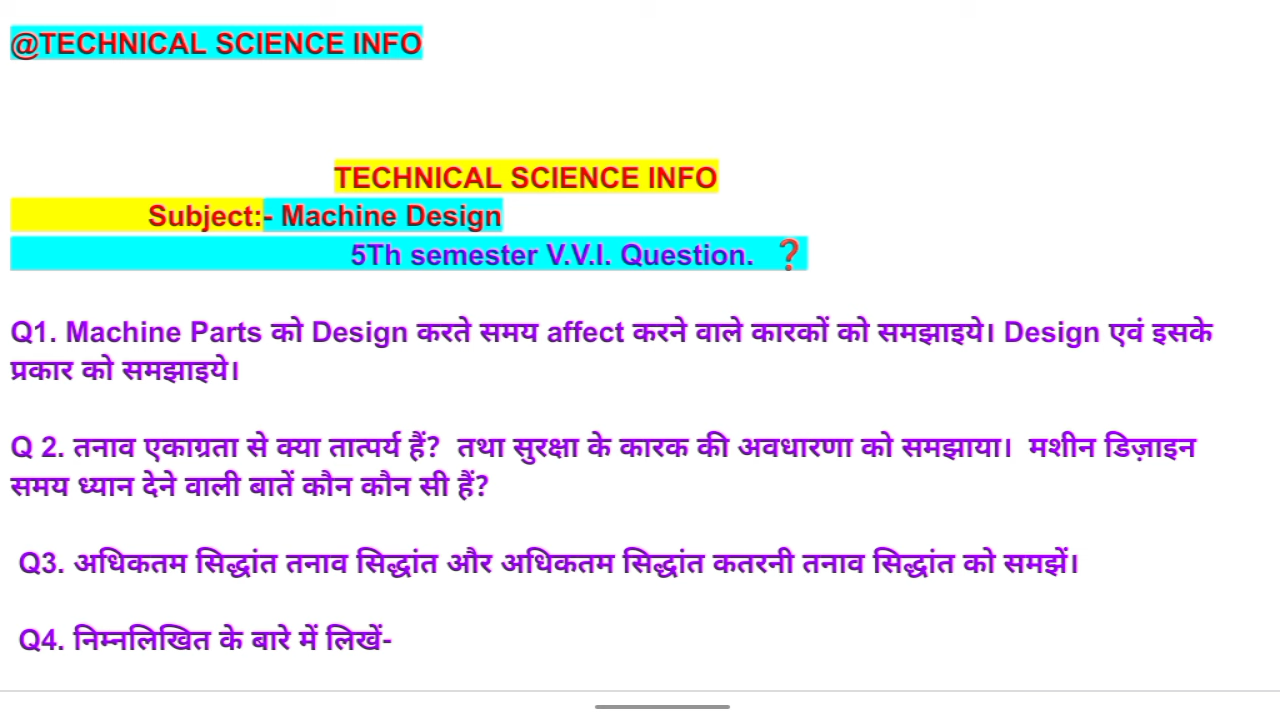 @TECHNICAL SCIENCE INFO
TECHNICAL SCIENCE INFO
Subject:- Machine Design
5Th semester V.V.I. Question. ❓
Q1. Machine Parts को Design करते समय affect करने वाले कारकों को समझाइये। Design एवं इसके
प्रकार को समझाइये।
Q 2. तनाव एकाग्रता से क्या तात्पर्य हैं? तथा सुरक्षा के कारक की अवधारणा को समझाया। मशीन डिज़ाइन
समय ध्यान देने वाली बातें कौन कौन सी हैं?
Q3. अधिकतम सिद्धांत तनाव सिद्धांत और अधिकतम सिद्धांत कतरनी तनाव सिद्धांत को समझें।
Q4. निम्नलिखित के बारे में लिखें-